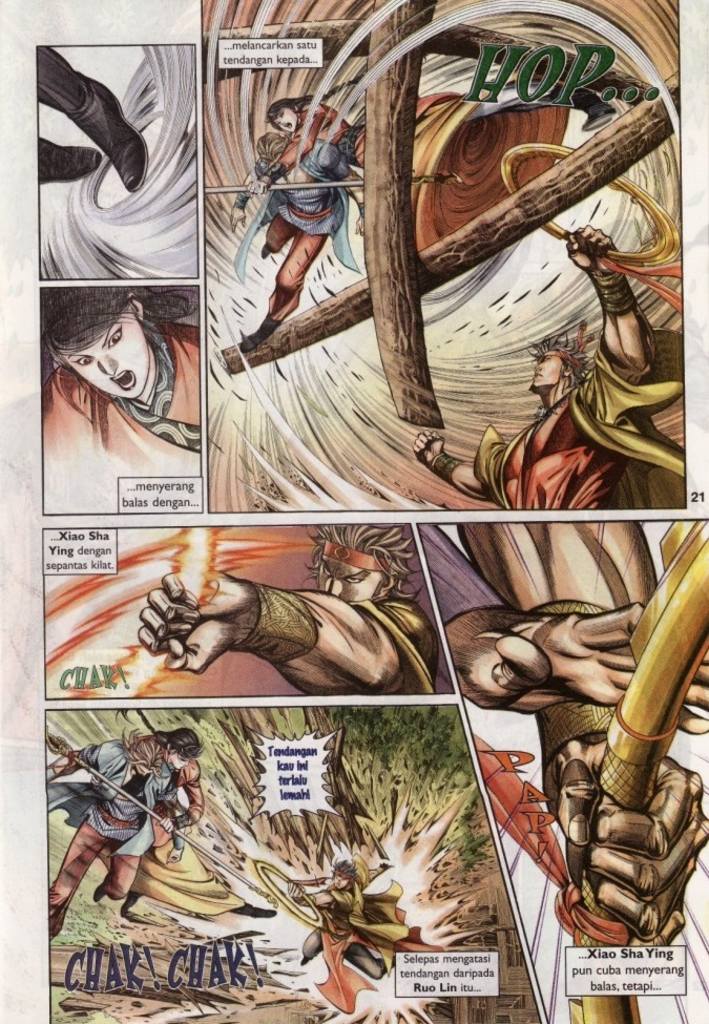 ...melancarkan satu
tendangan kepada...
HOP...
...menyerang
balas dengan...
21
...Xiao Sha
Ying dengan
sepantas kilat.
CHAK!
PAP!
Tendangan
kau ini
terlalu
lemah!
CHAK! CHAK!
Selepas mengatasi
tendangan daripada
Ruo Lin itu...
...Xiao Sha Ying
pun cuba menyerang
balas, tetapi...